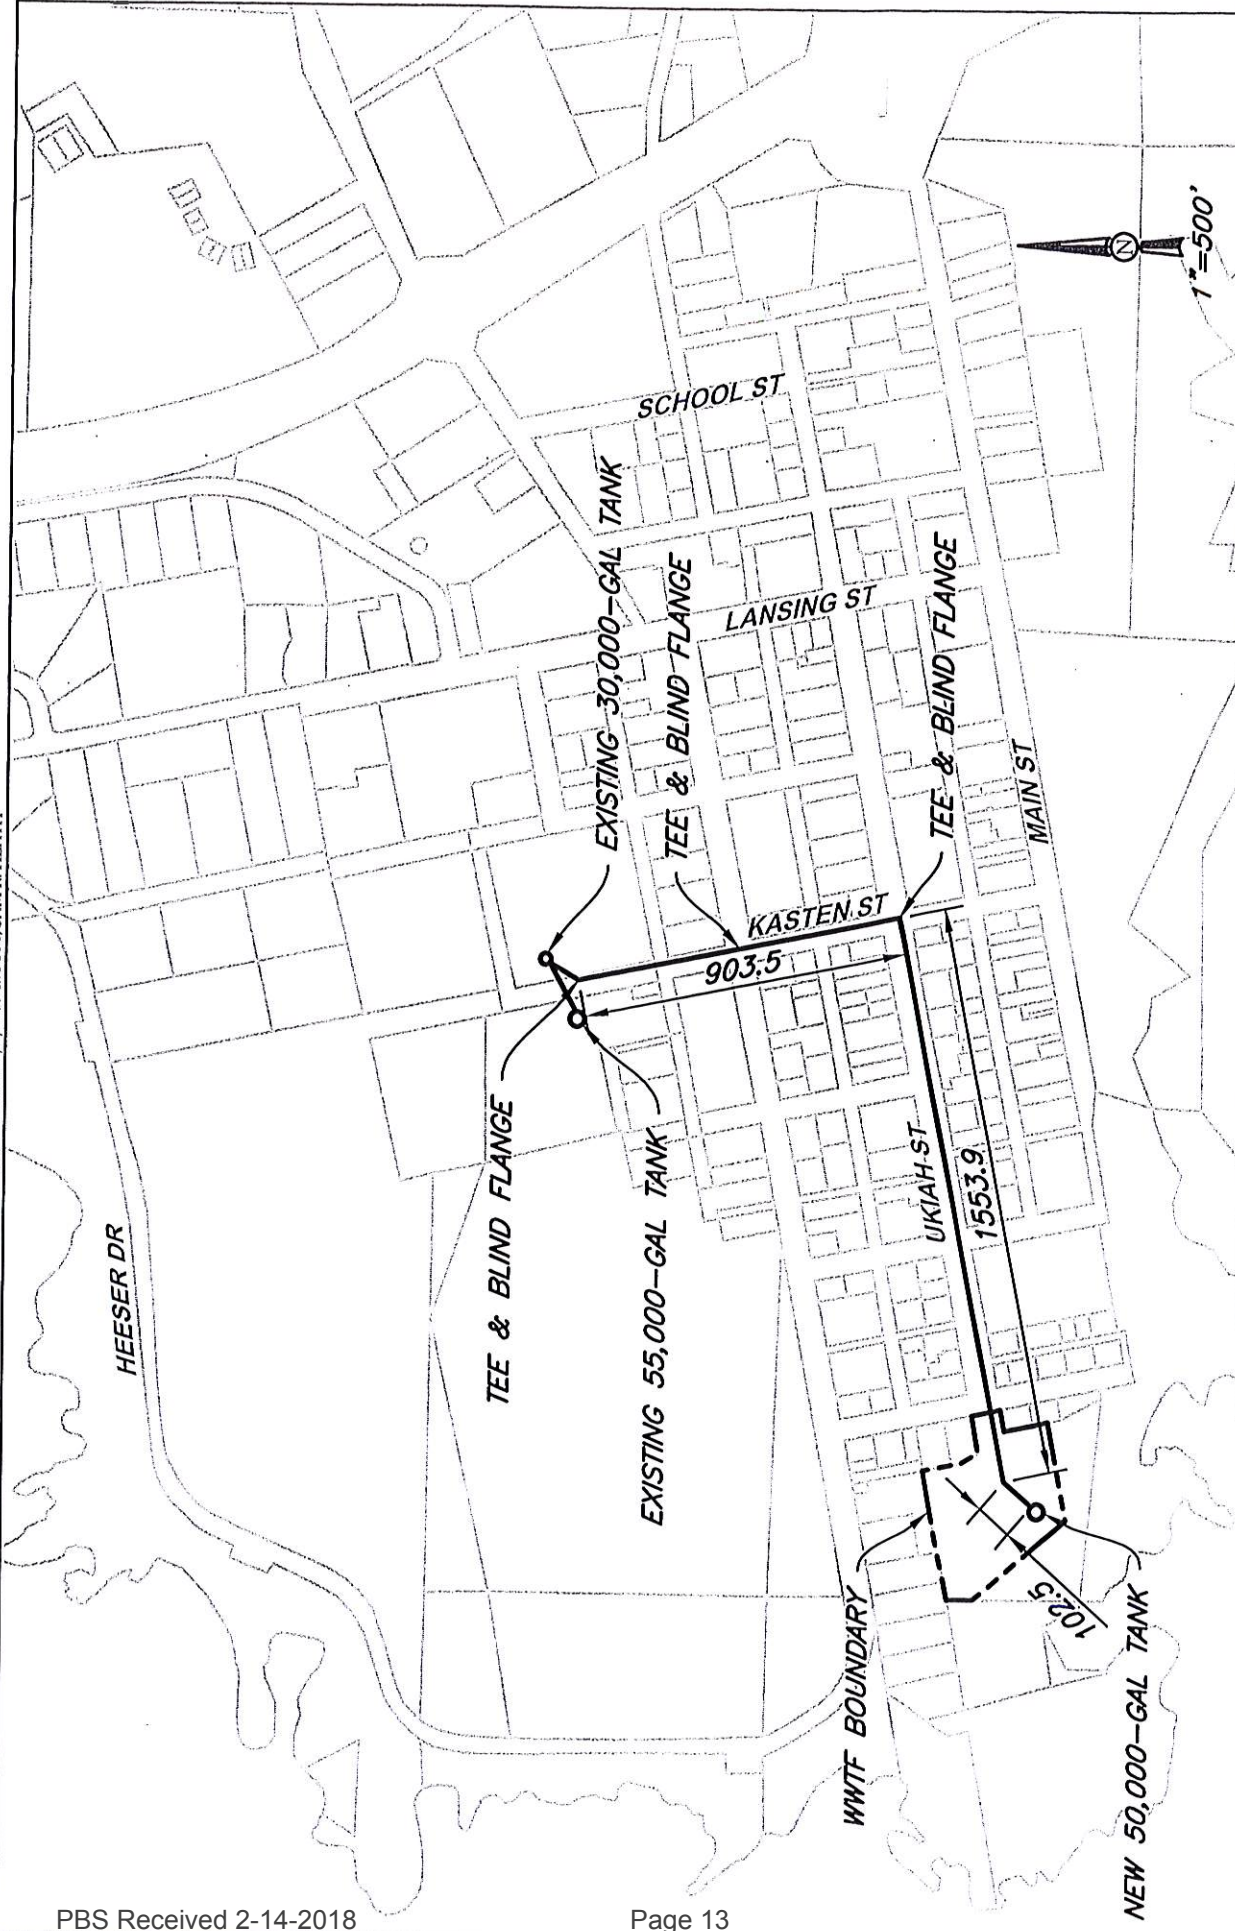 1"=500'
N
SCHOOL ST
EXISTING 30,000-GAL TANK
TEE & BLIND FLANGE
LANSING ST
TEE & BLIND FLANGE
MAIN ST
KASTEN ST
903.5
TEE & BLIND FLANGE
EXISTING 55,000-GAL TANK
UKIAH ST
1553.9
HEESER DR
WWTF BOUNDARY
102.5
NEW 50,000-GAL TANK
PBS Received 2-14-2018
Page 13